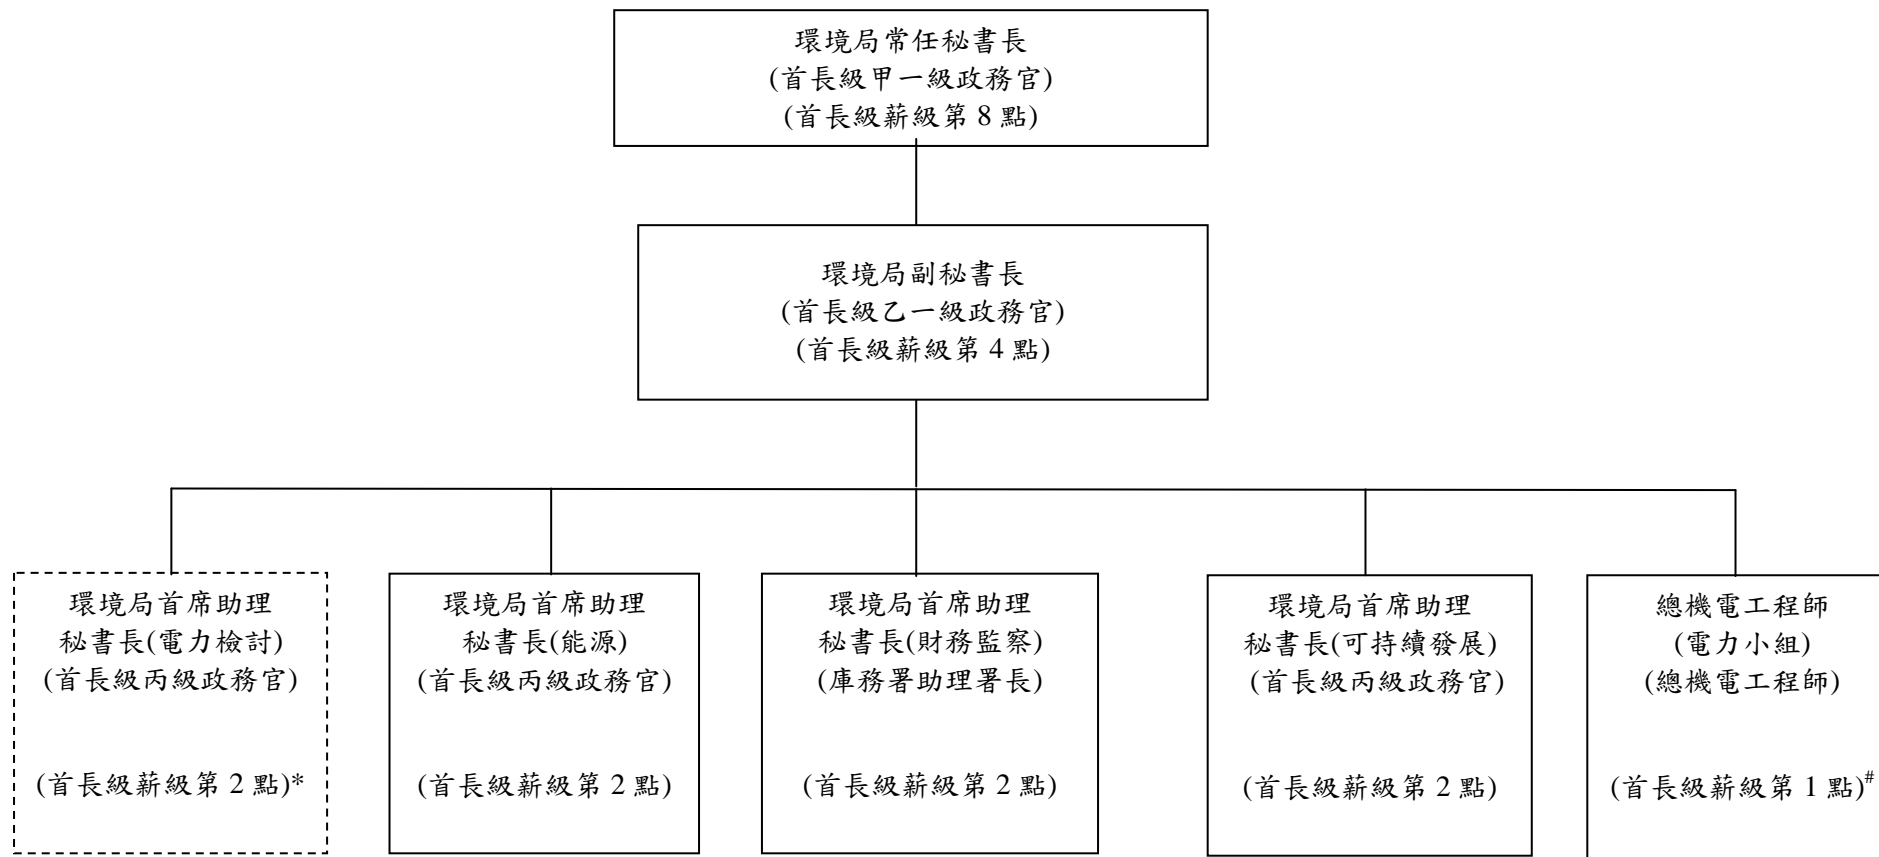 環境局常任秘書長
(首長級甲一級政務官)
(首長級薪級第 8 點)
環境局副秘書長
(首長級乙一級政務官)
(首長級薪級第 4 點)
環境局首席助理
秘書長(電力檢討)
(首長級丙級政務官)
(首長級薪級第 2 點)*
環境局首席助理
秘書長(能源)
(首長級丙級政務官)
(首長級薪級第 2 點)
環境局首席助理
秘書長(財務監察)
(庫務署助理署長)
(首長級薪級第 2 點)
環境局首席助理
秘書長(可持續發展)
(首長級丙級政務官)
(首長級薪級第 2 點)
總機電工程師
(電力小組)
(總機電工程師)
(首長級薪級第 1 點)#